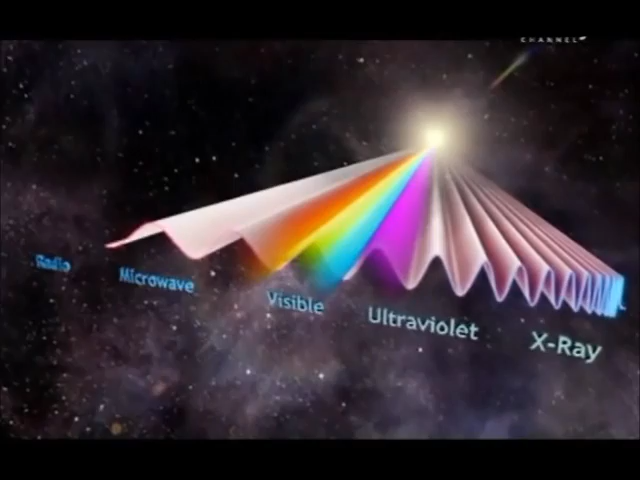 CHANNEL
Radio
Microwave
Visible
Ultraviolet
X-Ray